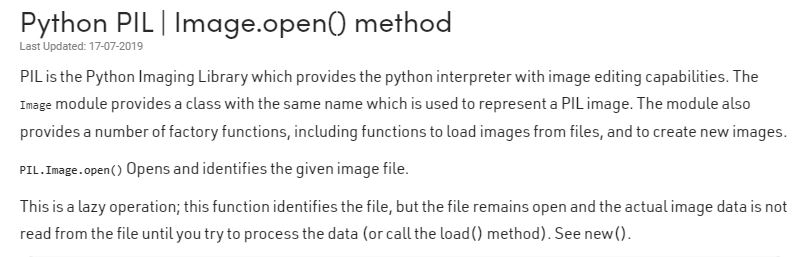 Python PIL | Image.open() method
Last Updated: 17-07-2019
PIL is the Python Imaging Library which provides the python interpreter with image editing capabilities. The
Image module provides a class with the same name which is used to represent a PIL image. The module also
provides a number of factory functions, including functions to load images from files, and to create new images.
PIL.Image.open() Opens and identifies the given image file.
This is a lazy operation; this function identifies the file, but the file remains open and the actual image data is not
read from the file until you try to process the data (or call the load() method). See new().